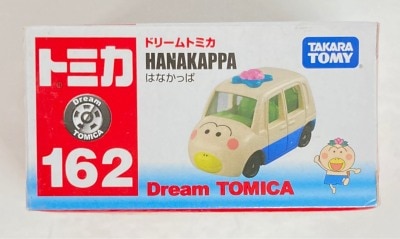 トミカ
Dream
TOMICA
162
ドリームトミカ
HANAKAPPA
はなかっぱ
TAKARA
TOMY
Dream TOMICA